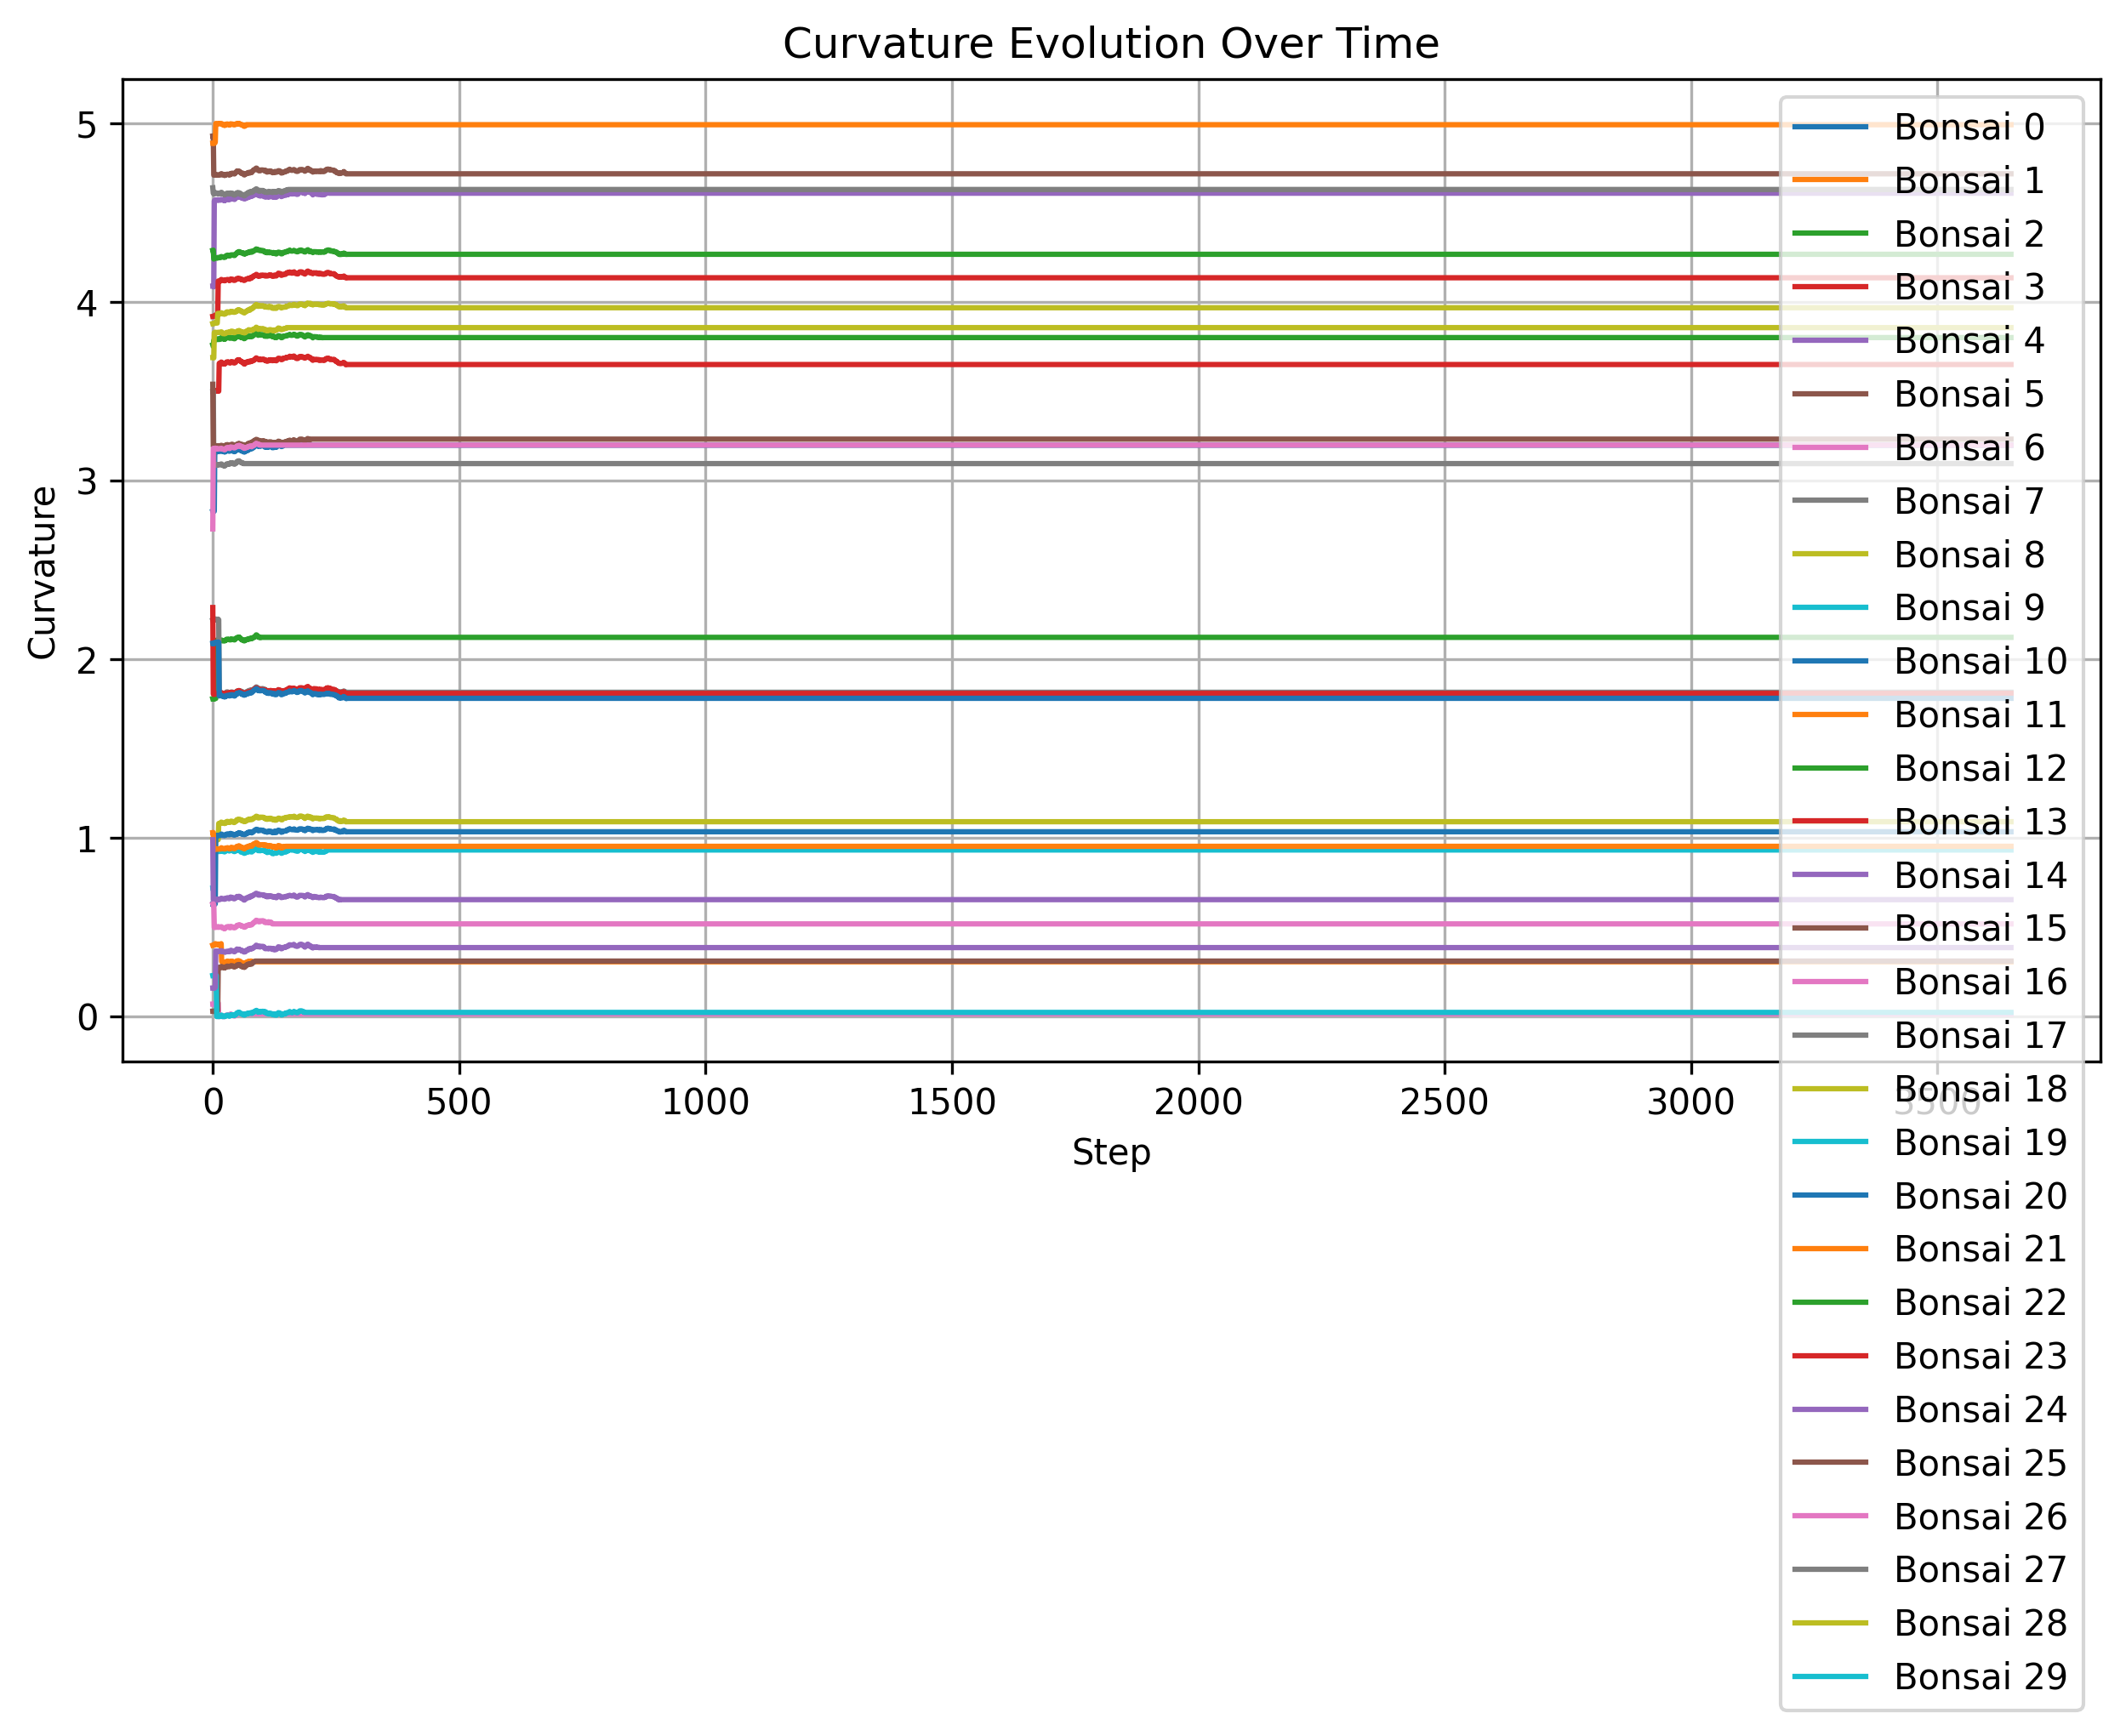 Curvature Evolution Over Time
Curvature
5
4
3
2
1
0
0 500 1000 1500 2000 2500 3000 3500
Step
Bonsai 0
Bonsai 1
Bonsai 2
Bonsai 3
Bonsai 4
Bonsai 5
Bonsai 6
Bonsai 7
Bonsai 8
Bonsai 9
Bonsai 10
Bonsai 11
Bonsai 12
Bonsai 13
Bonsai 14
Bonsai 15
Bonsai 16
Bonsai 17
Bonsai 18
Bonsai 19
Bonsai 20
Bonsai 21
Bonsai 22
Bonsai 23
Bonsai 24
Bonsai 25
Bonsai 26
Bonsai 27
Bonsai 28
Bonsai 29